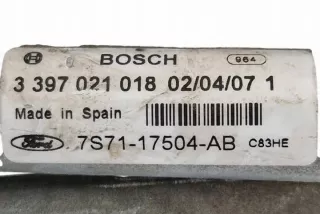 BOSCH 964
3 397 021 018 02/04/07 1
Made in Spain
Ford 7S71-17504-AB C83HE